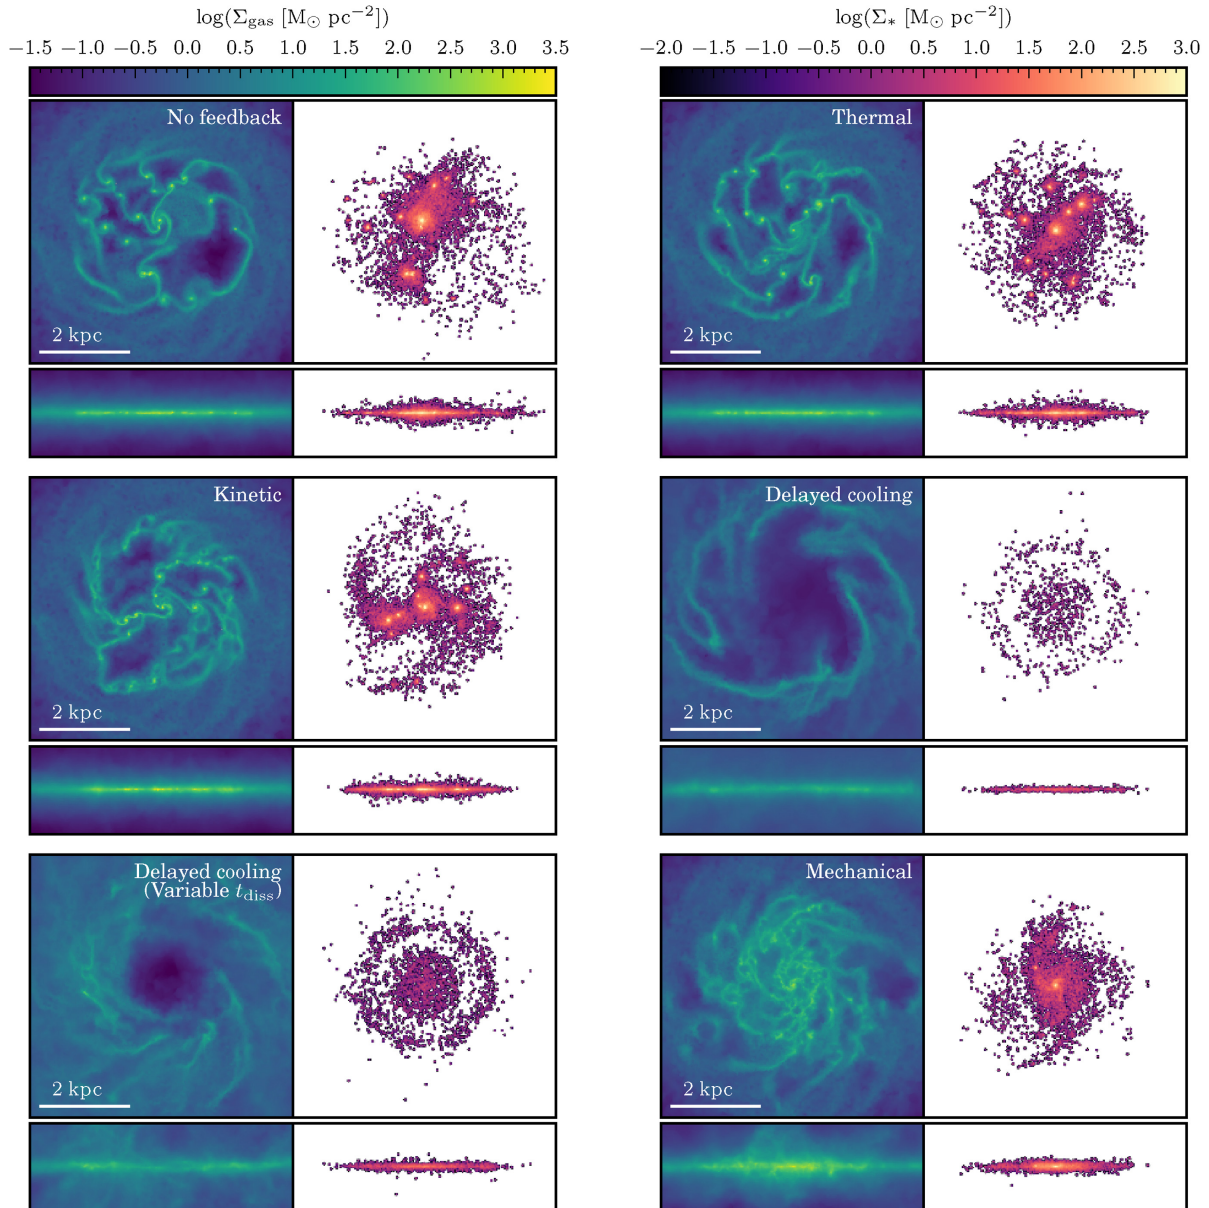 log(Σgas [M⊙ pc−2])
log(Σ* [M⊙ pc−2])
−1.5 −1.0 −0.5 0.0 0.5 1.0 1.5 2.0 2.5 3.0 3.5
−2.0 −1.5 −1.0 −0.5 0.0 0.5 1.0 1.5 2.0 2.5 3.0
No feedback
2 kpc
Thermal
2 kpc
Kinetic
2 kpc
Delayed cooling
2 kpc
Delayed cooling
(Variable tdiss)
2 kpc
Mechanical
2 kpc